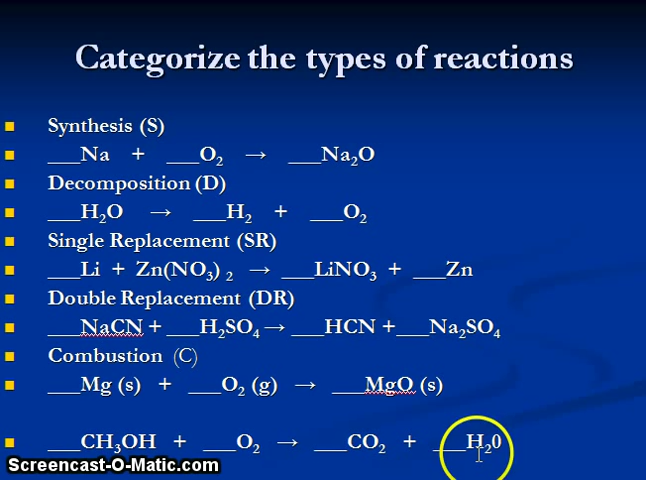 Categorize the types of reactions
Synthesis (S)
___Na + ___O₂ → ___Na₂O
Decomposition (D)
___H₂O → ___H₂ + ___O₂
Single Replacement (SR)
___Li + Zn(NO₃) ₂ → ___LiNO₃ + ___Zn
Double Replacement (DR)
___NaCN + ___H₂SO₄ → ___HCN +___Na₂SO₄
Combustion (C)
___Mg (s) + ___O₂ (g) → ___MgO (s)
___CH₃OH + ___O₂ → ___CO₂ + ___H₂0
Screencast-O-Matic.com